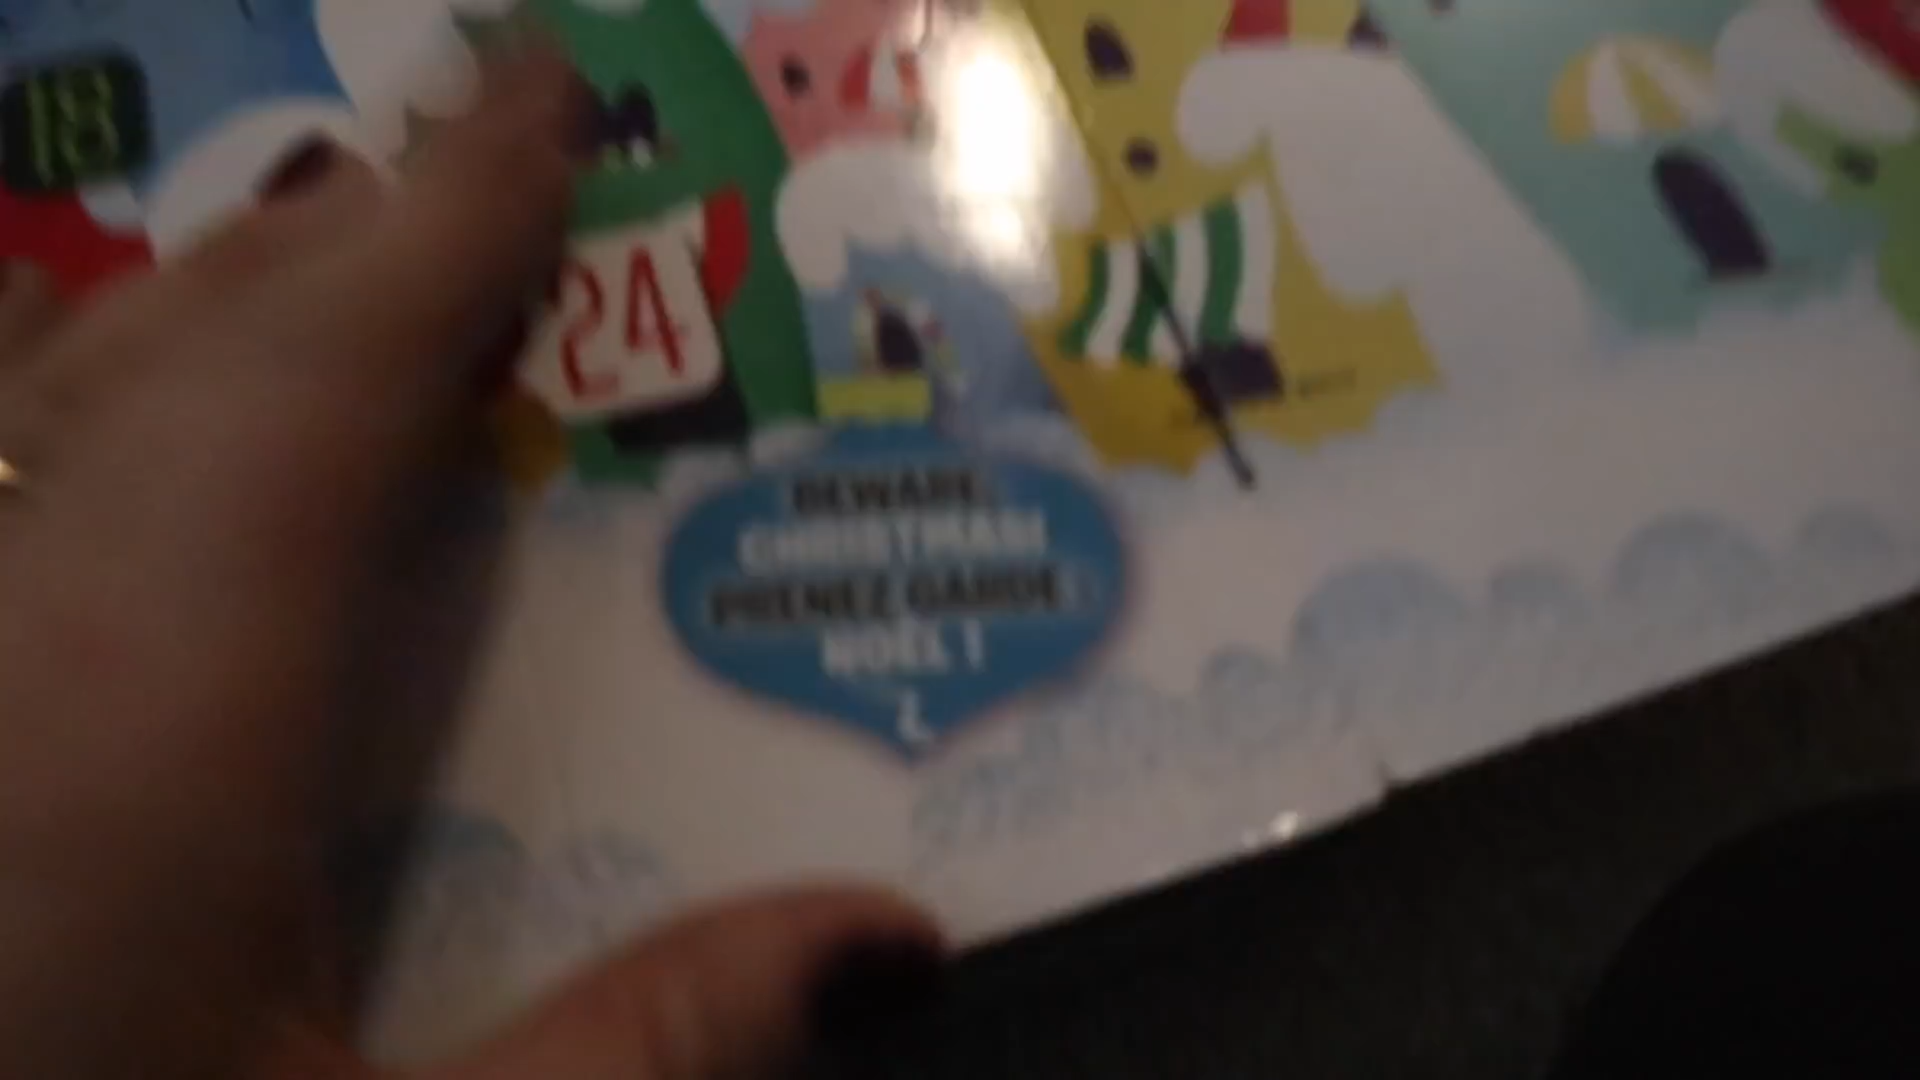 18
24
BEWARE,
CHRISTMAS!
PRENEZ GARDE :
NOËL !